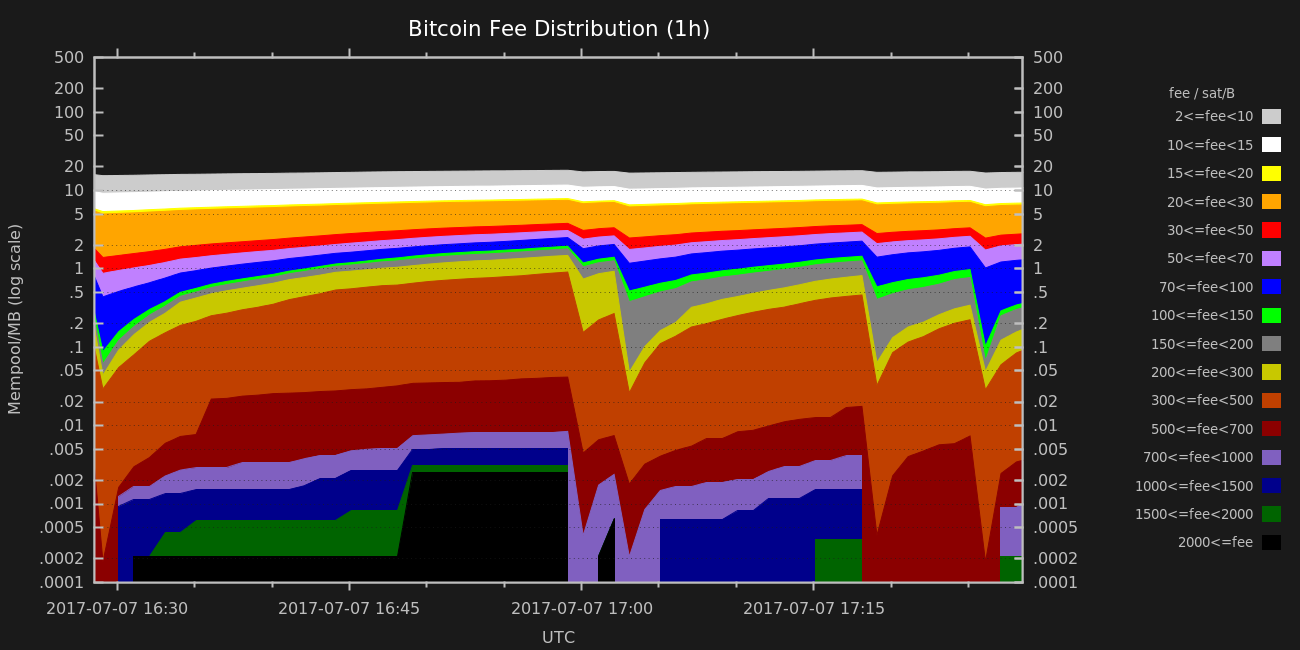 Bitcoin Fee Distribution (1h)
500
200
100
50
20
10
5
2
1
.5
.2
.1
.05
.02
.01
.005
.002
.001
.0005
.0002
.0001
Mempool/MB (log scale)
500
200
100
50
20
10
5
2
1
.5
.2
.1
.05
.02
.01
.005
.002
.001
.0005
.0002
.0001
2017-07-07 16:30 2017-07-07 16:45 2017-07-07 17:00 2017-07-07 17:15
UTC
fee / sat/B
2<=fee<10
10<=fee<15
15<=fee<20
20<=fee<30
30<=fee<50
50<=fee<70
70<=fee<100
100<=fee<150
150<=fee<200
200<=fee<300
300<=fee<500
500<=fee<700
700<=fee<1000
1000<=fee<1500
1500<=fee<2000
2000<=fee